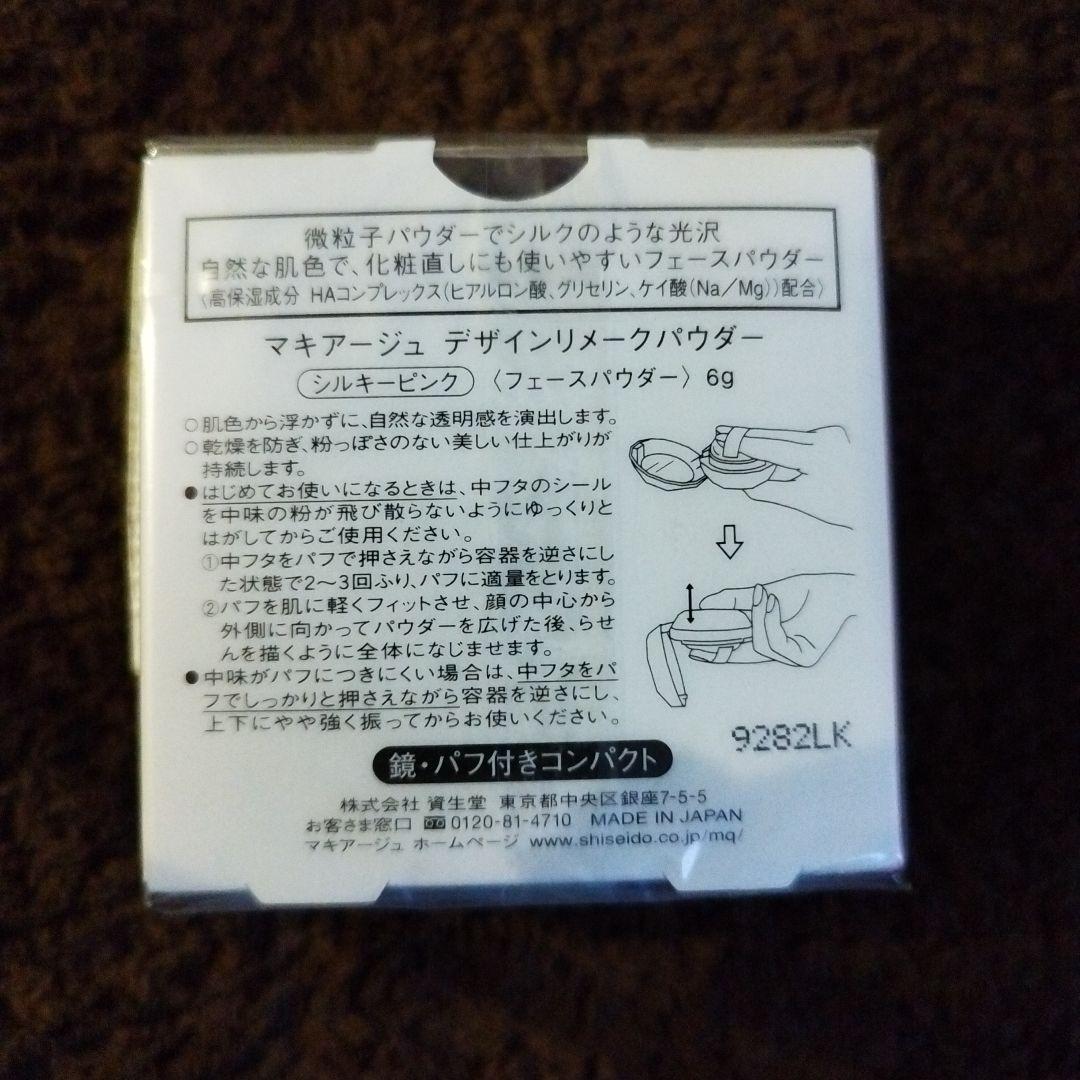 微粒子パウダーでシルクのような光沢
自然な肌色で、化粧直しにも使いやすいフェースパウダー
〈高保湿成分 HAコンプレックス(ヒアルロン酸、グリセリン、ケイ酸(Na/Mg))配合〉
マキアージュ デザインリメークパウダー
シルキーピンク 〈フェースパウダー〉 6g
○肌色から浮かずに、自然な透明感を演出します。
○乾燥を防ぎ、粉っぽさのない美しい仕上がりが
持続します。
●はじめてお使いになるときは、中フタのシール
を中味の粉が飛び散らないようにゆっくりと
はがしてからご使用ください。
①中フタをパフで押さえながら容器を逆さにし
た状態で2〜3回ふり、パフに適量をとります。
②パフを肌に軽くフィットさせ、顔の中心から
外側に向かってパウダーを広げた後、らせ
んを描くように全体になじませます。
●中味がパフにつきにくい場合は、中フタをパ
フでしっかりと押さえながら容器を逆さにし、
上下にやや強く振ってからお使いください。
9282LK
鏡・パフ付きコンパクト
株式会社 資生堂 東京都中央区銀座7-5-5
お客さま窓口 0120-81-4710 MADE IN JAPAN
マキアージュ ホームページ www.shiseido.co.jp/mq/